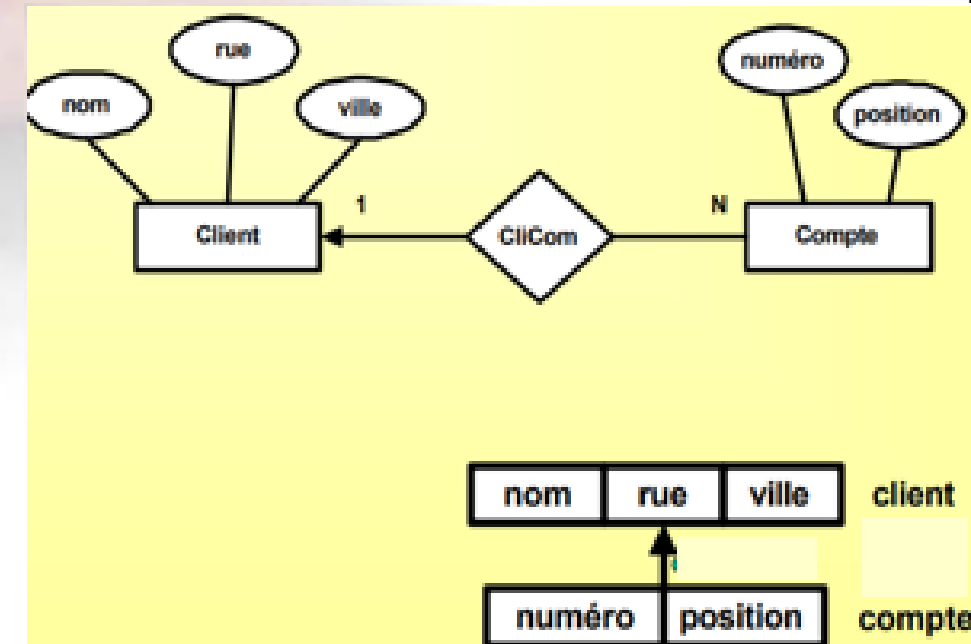 rue
numéro
nom
ville
position
1
N
Client
CliCom
Compte
nom rue ville client
numéro position compte